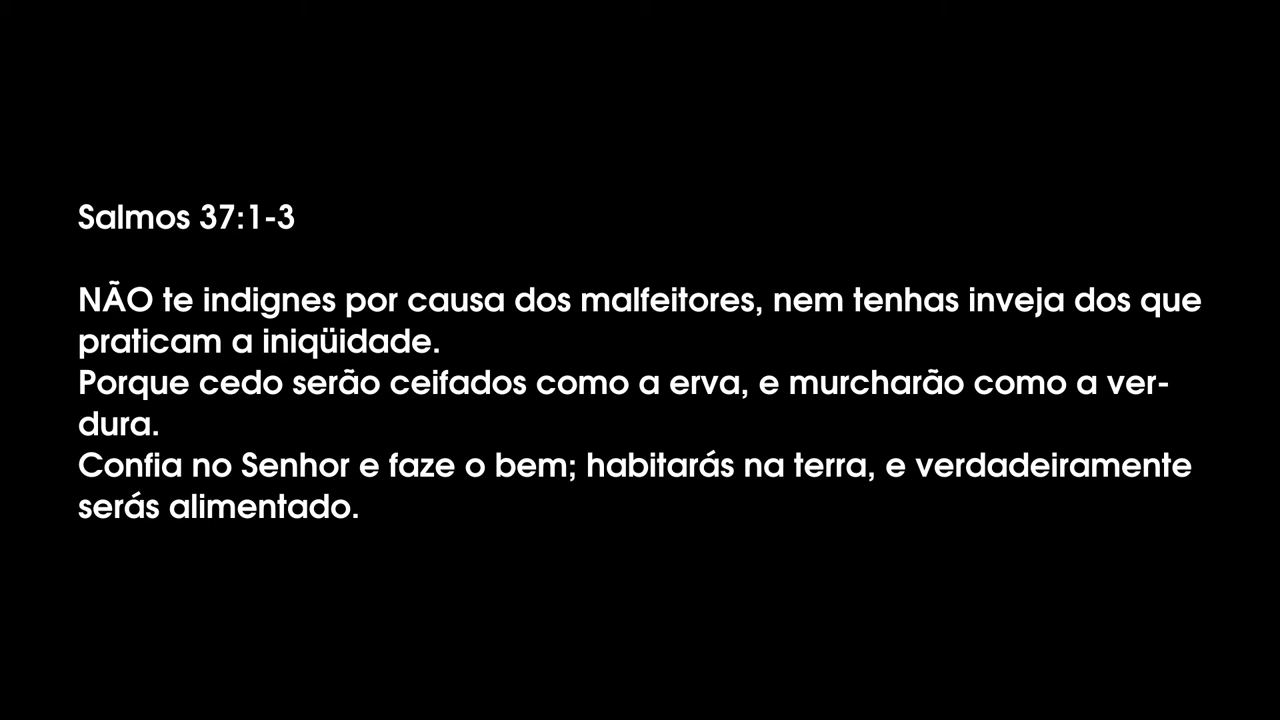 Salmos 37:1-3
NÃO te indignes por causa dos malfeitores, nem tenhas inveja dos que
praticam a iniqüidade.
Porque cedo serão ceifados como a erva, e murcharão como a ver-
dura.
Confia no Senhor e faze o bem; habitarás na terra, e verdadeiramente
serás alimentado.